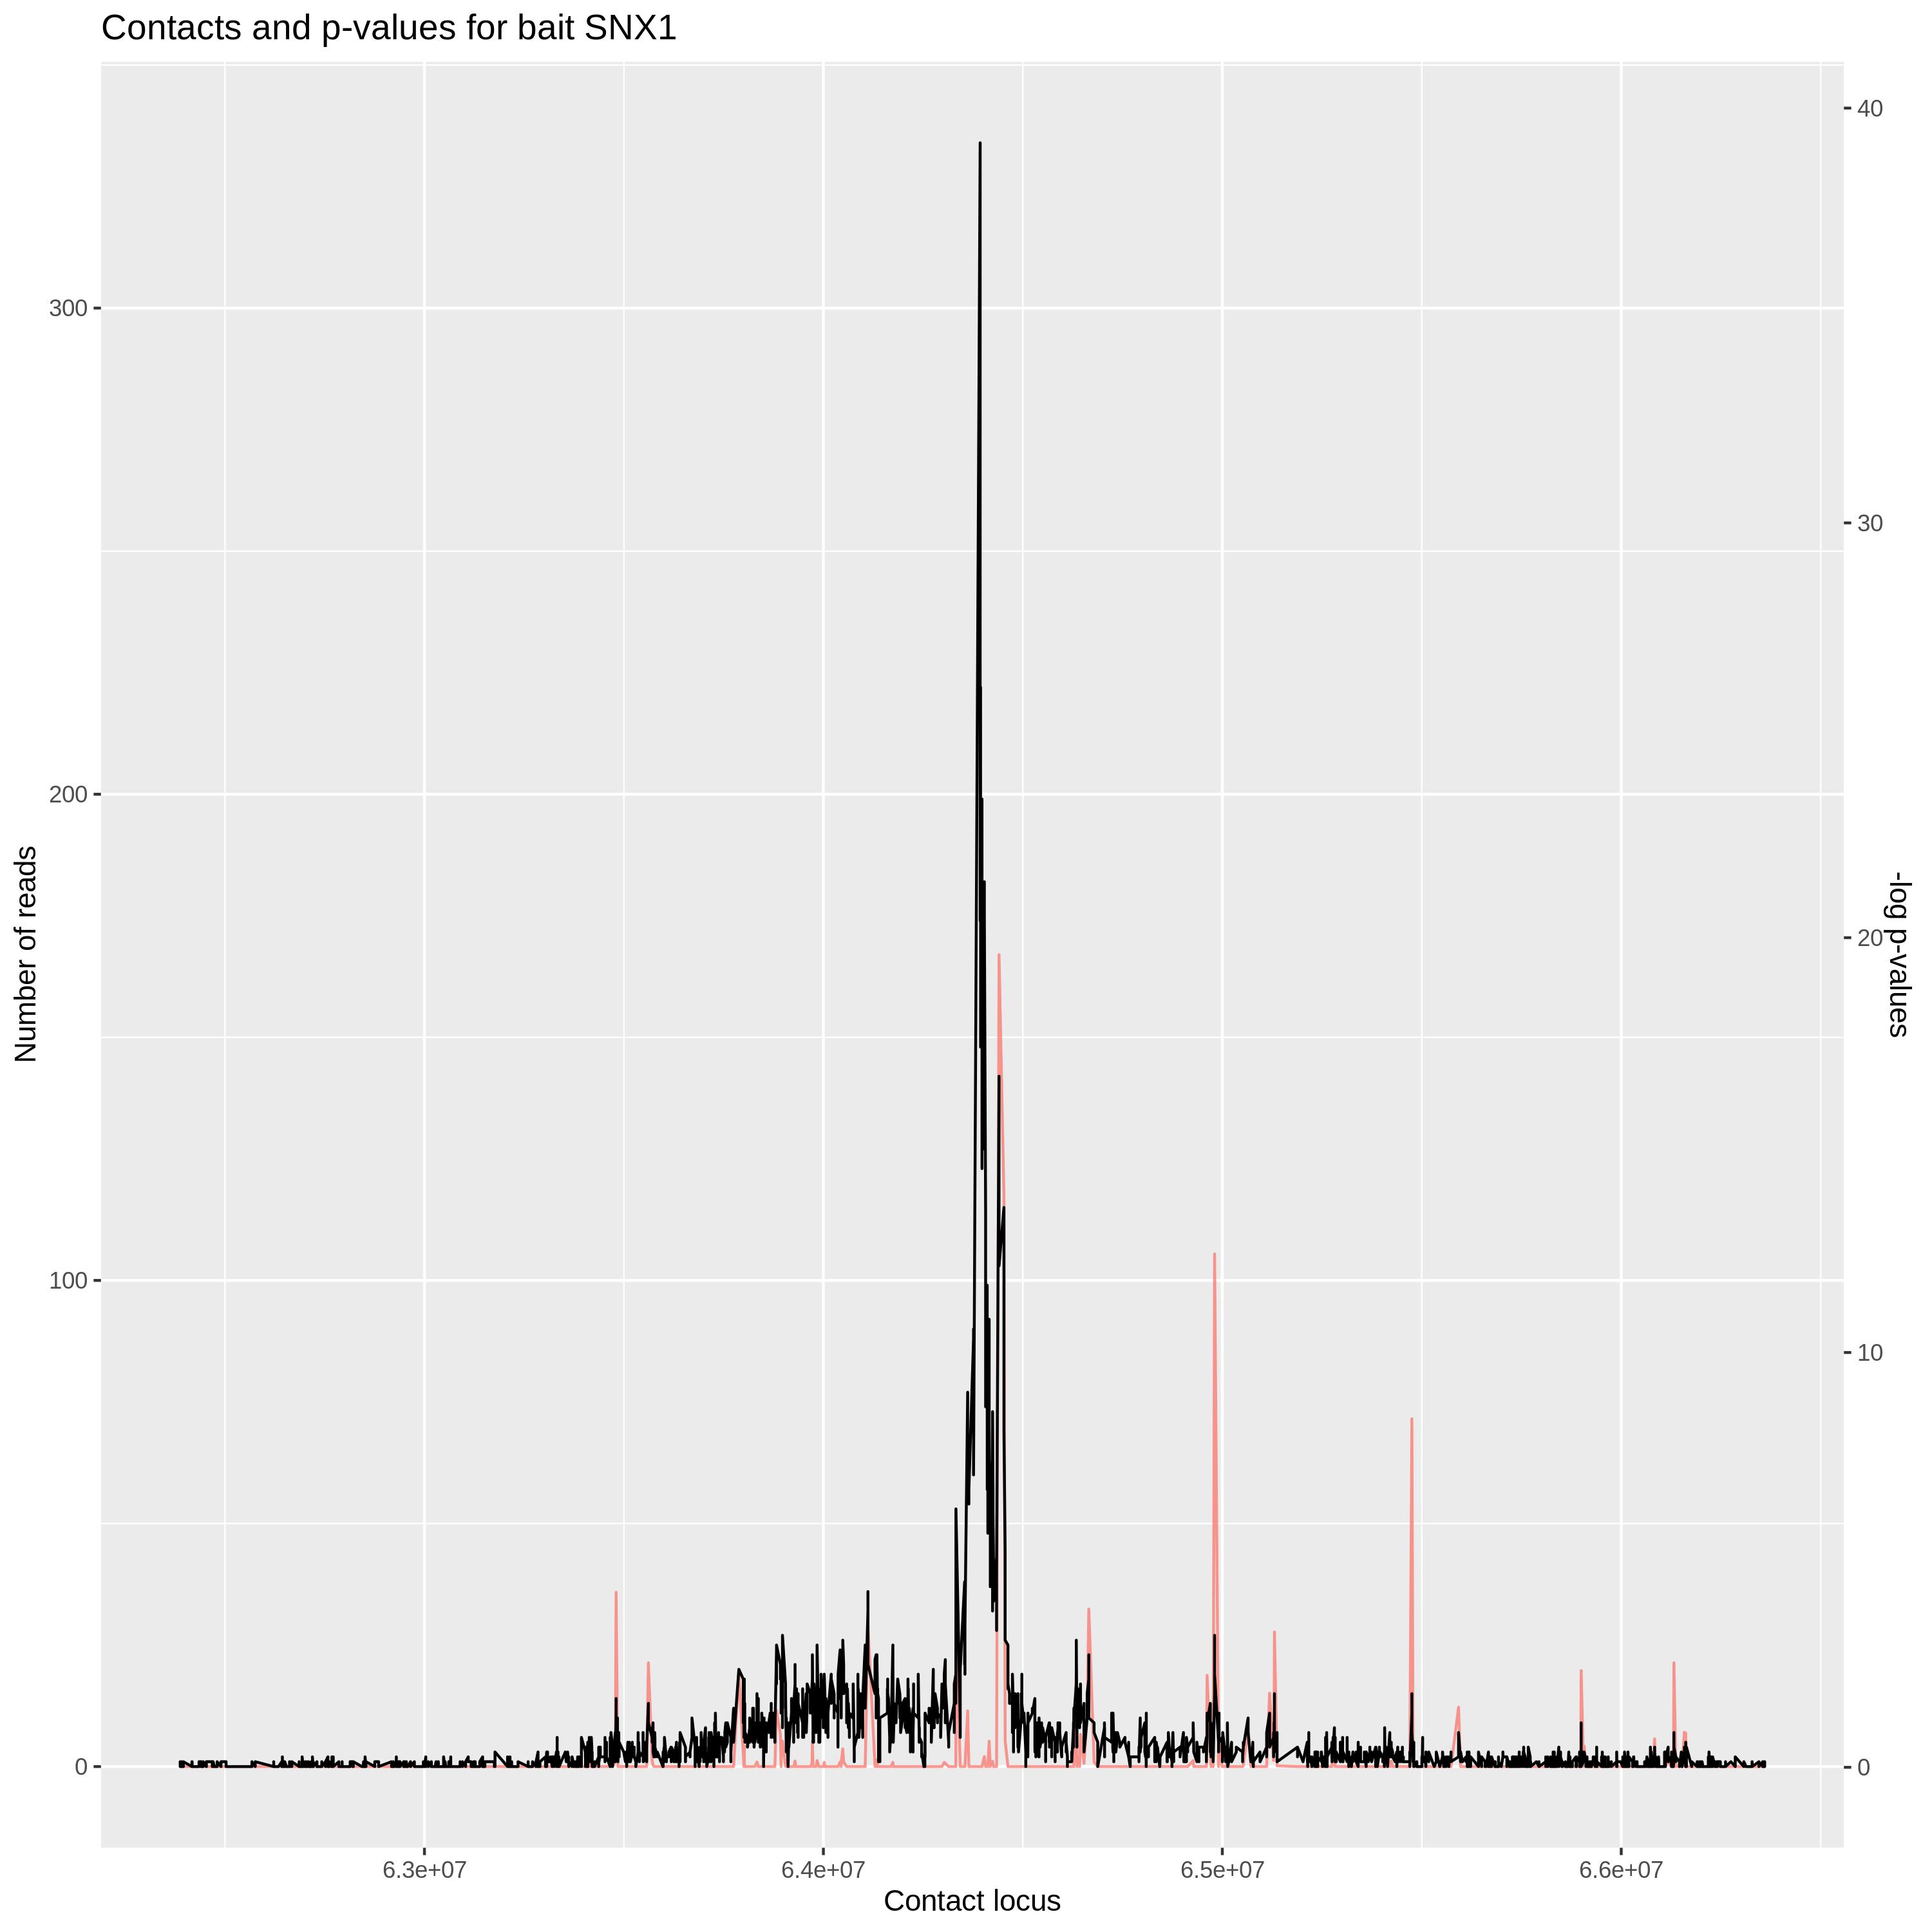 Contacts and p-values for bait SNX1
Number of reads
300
200
100
0
40
30
20
10
0
-log p-values
6.3e+07 6.4e+07 6.5e+07 6.6e+07
Contact locus